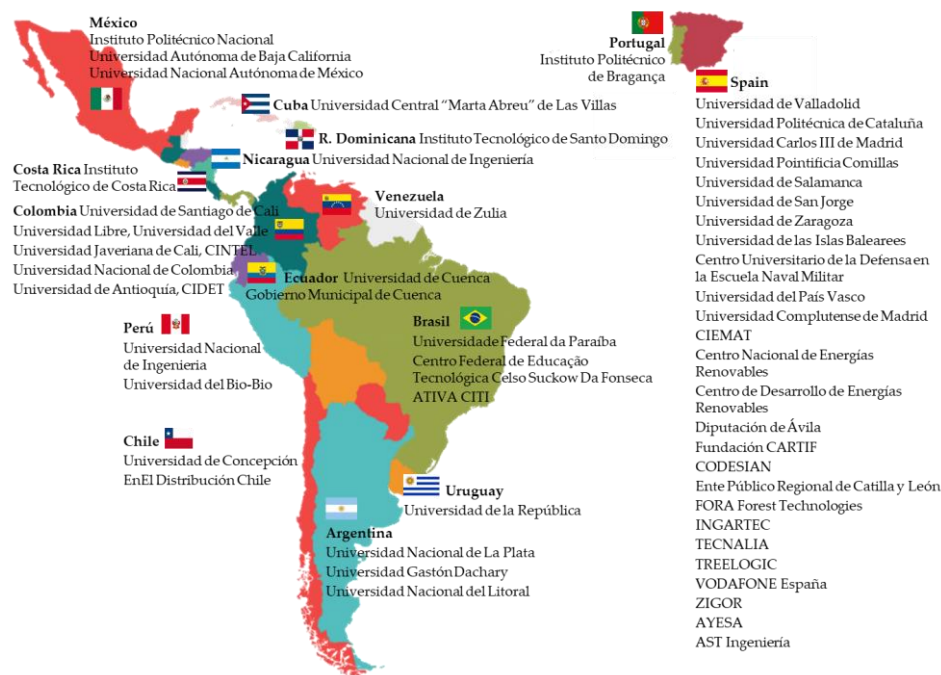 México
Instituto Politécnico Nacional
Universidad Autónoma de Baja California
Universidad Nacional Autónoma de México
Portugal
Instituto Politécnico
de Bragança
Cuba Universidad Central “Marta Abreu” de Las Villas
R. Dominicana Instituto Tecnológico de Santo Domingo
Nicaragua Universidad Nacional de Ingeniería
Costa Rica Instituto
Tecnológico de Costa Rica
Venezuela
Universidad de Zulia
Colombia Universidad de Santiago de Cali
Universidad Libre, Universidad del Valle
Universidad Javeriana de Cali, CINTEL
Universidad Nacional de Colombia
Universidad de Antioquía, CIDET
Ecuador Universidad de Cuenca
Gobierno Municipal de Cuenca
Perú
Universidad Nacional
de Ingenieria
Universidad del Bio-Bio
Brasil
Universidade Federal da Paraíba
Centro Federal de Educação
Tecnológica Celso Suckow Da Fonseca
ATIVA CITI
Chile
Universidad de Concepción
EnEl Distribución Chile
Uruguay
Universidad de la República
Argentina
Universidad Nacional de La Plata
Universidad Gastón Dachary
Universidad Nacional del Litoral
Spain
Universidad de Valladolid
Universidad Politécnica de Cataluña
Universidad Carlos III de Madrid
Universidad Pointificia Comillas
Universidad de Salamanca
Universidad de San Jorge
Universidad de Zaragoza
Universidad de las Islas Balearees
Centro Universitario de la Defensa en
la Escuela Naval Militar
Universidad del País Vasco
Universidad Complutense de Madrid
CIEMAT
Centro Nacional de Energías
Renovables
Centro de Desarrollo de Energías
Renovables
Diputación de Ávila
Fundación CARTIF
CODESIAN
Ente Público Regional de Catilla y León
FORA Forest Technologies
INGARTEC
TECNALIA
TREELOGIC
VODAFONE España
ZIGOR
AYESA
AST Ingeniería